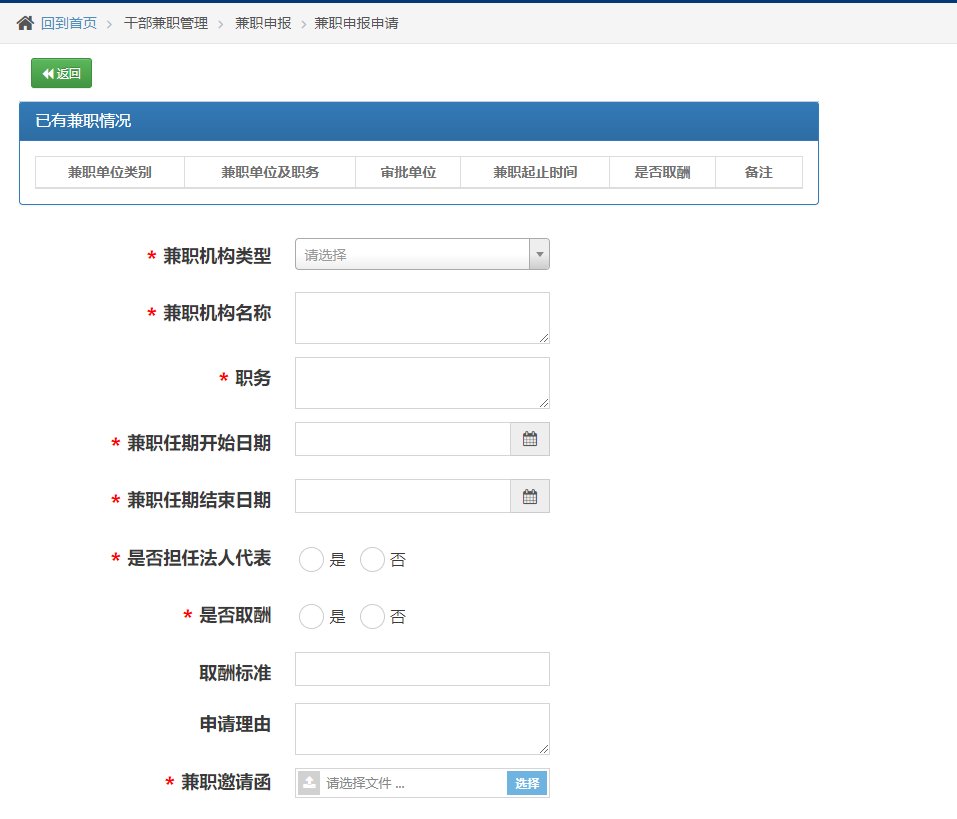 回到首页 > 干部兼职管理 > 兼职申报 > 兼职申报申请
返回
已有兼职情况
兼职单位类别 兼职单位及职务 审批单位 兼职起止时间 是否取酬 备注
* 兼职机构类型 请选择
* 兼职机构名称
* 职务
* 兼职任期开始日期
* 兼职任期结束日期
* 是否担任法人代表 是 否
* 是否取酬 是 否
取酬标准
申请理由
* 兼职邀请函 请选择文件 ... 选择